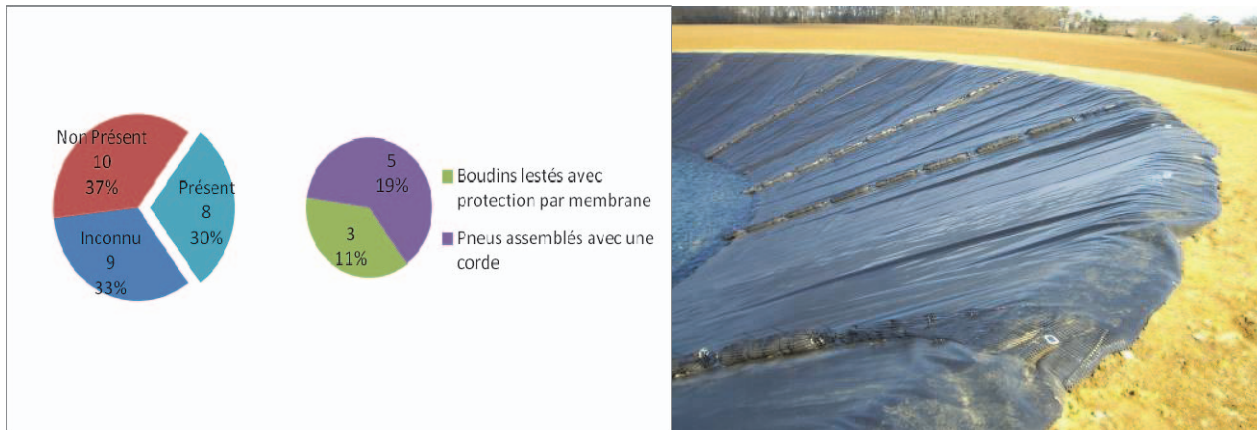 Non Présent
10
37%
Présent
8
30%
Inconnu
9
33%
5
19%
3
11%
Boudins lestés avec
protection par membrane
Pneus assemblés avec une
corde